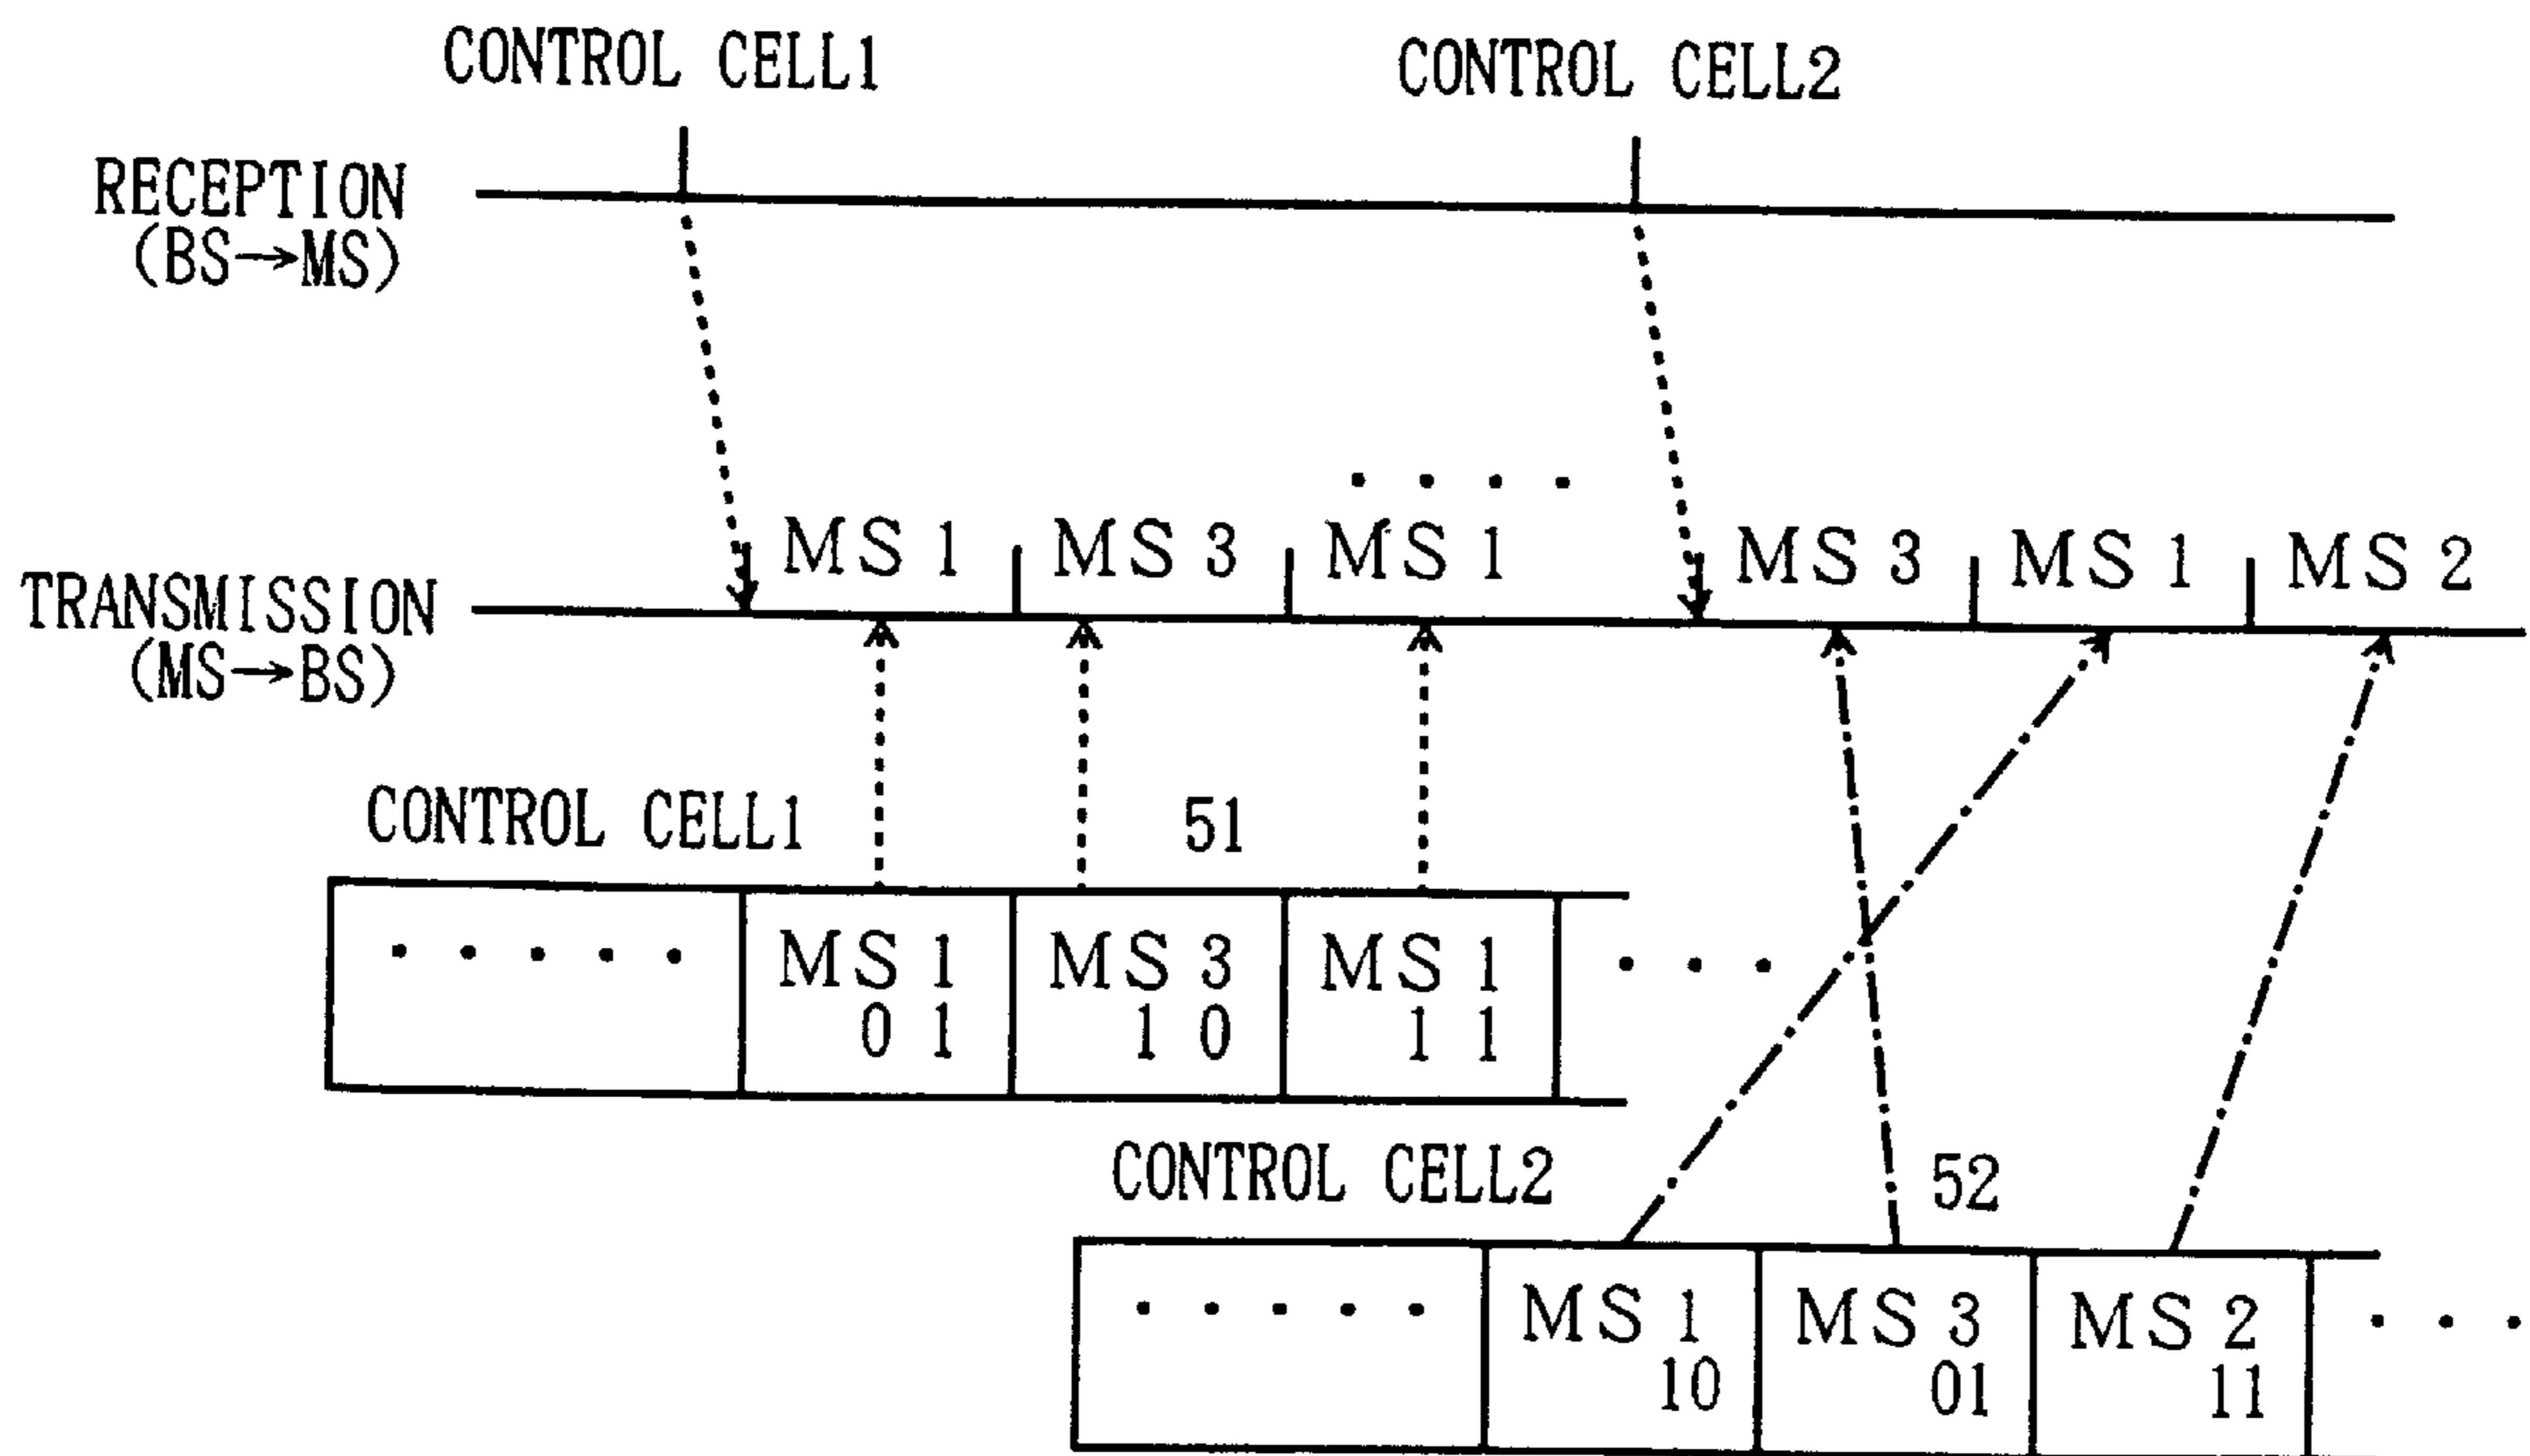 CONTROL CELL1 CONTROL CELL2
RECEPTION
(BS→MS)
· · · ·
MS1 MS3 MS1 MS3 MS1 MS2
TRANSMISSION
(MS→BS)
CONTROL CELL1 51
· · · · · MS1 MS3 MS1 · · ·
01 10 11
CONTROL CELL2 52
· · · · · MS1 MS3 MS2 · · ·
10 01 11